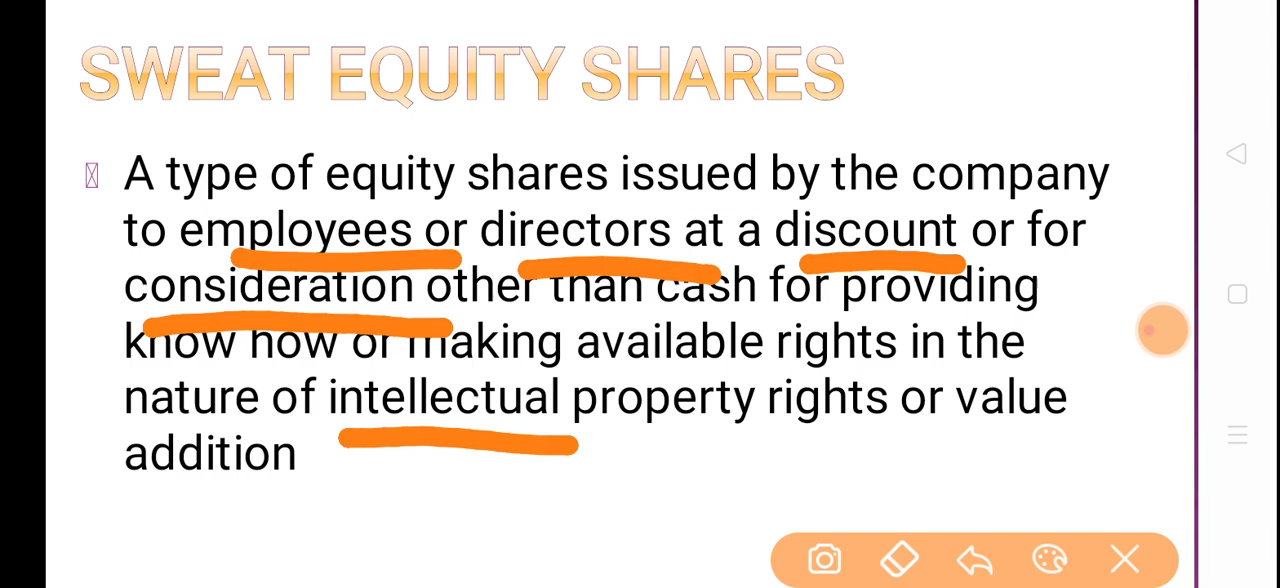 SWEAT EQUITY SHARES
A type of equity shares issued by the company
to employees or directors at a discount or for
consideration other than cash for providing
know how or making available rights in the
nature of intellectual property rights or value
addition